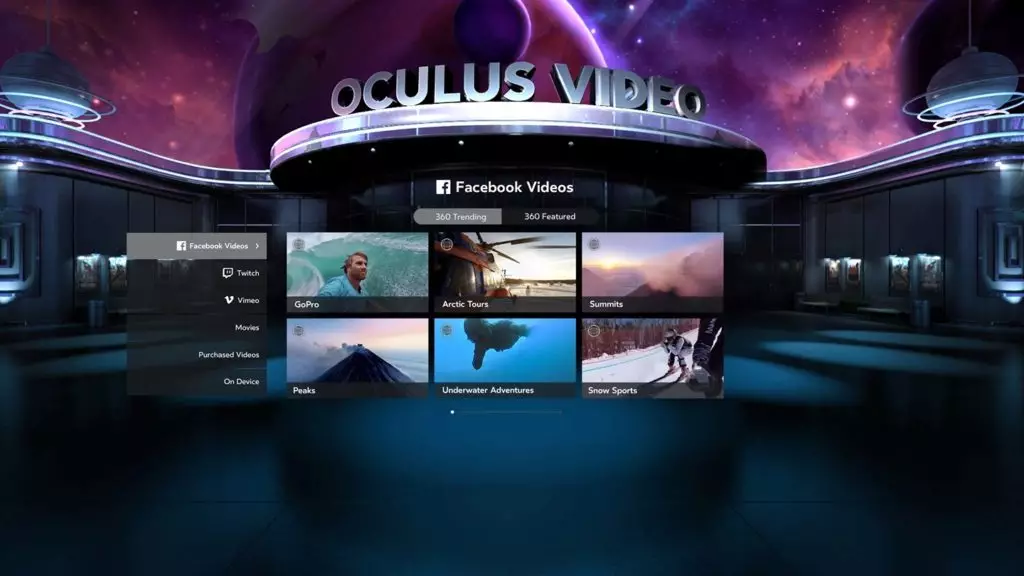 OCULUS VIDEO
Facebook Videos
360 Trending
360 Featured
Facebook Videos
Twitch
Vimeo
Movies
Purchased Videos
On Device
GoPro
Arctic Tours
Summits
Peaks
Underwater Adventures
Snow Sports